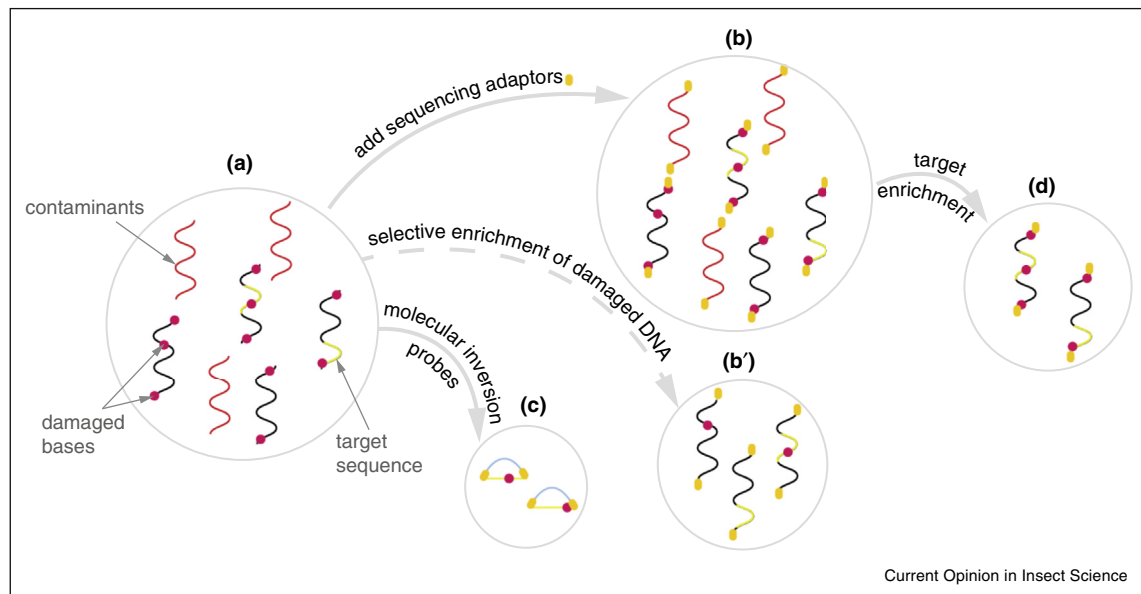 (a)
contaminants
damaged
bases
target
sequence
add sequencing adaptors
(b)
selective enrichment of damaged DNA
(b′)
molecular inversion
probes
(c)
target
enrichment
(d)
Current Opinion in Insect Science